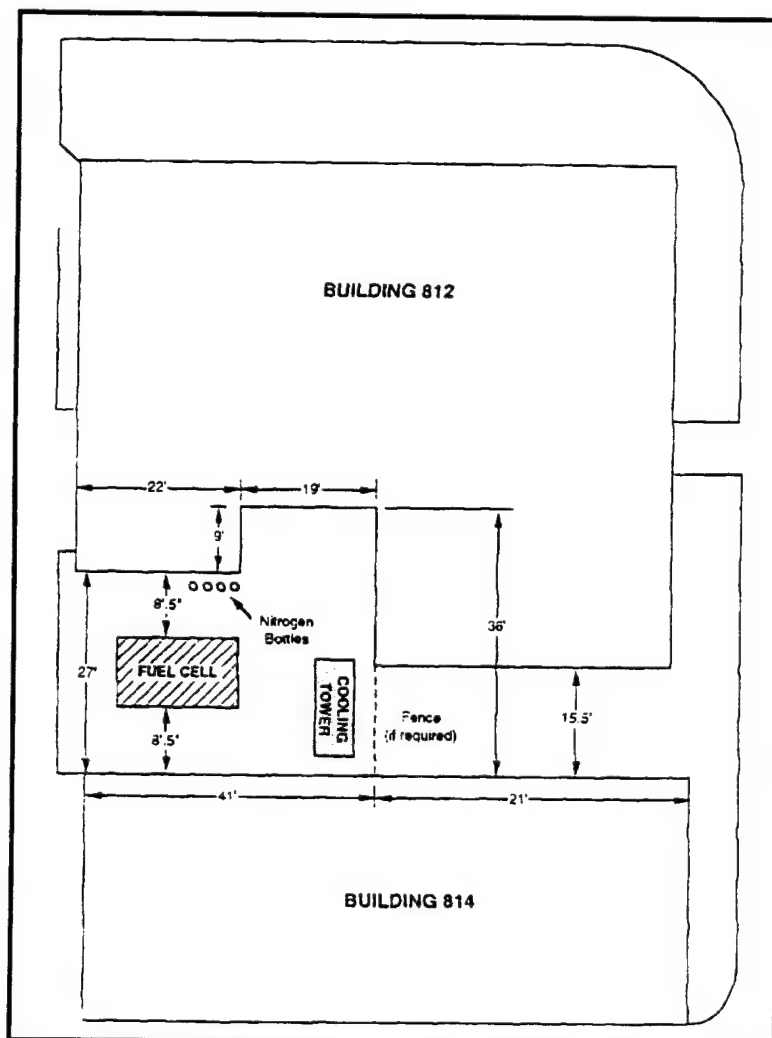 BUILDING 812
22'
19'
9'
8'.5"
Nitrogen
Bottles
36'
27'
FUEL CELL
COOLING
TOWER
Fence
(if required)
15.5'
8'.5"
41'
21'
BUILDING 814